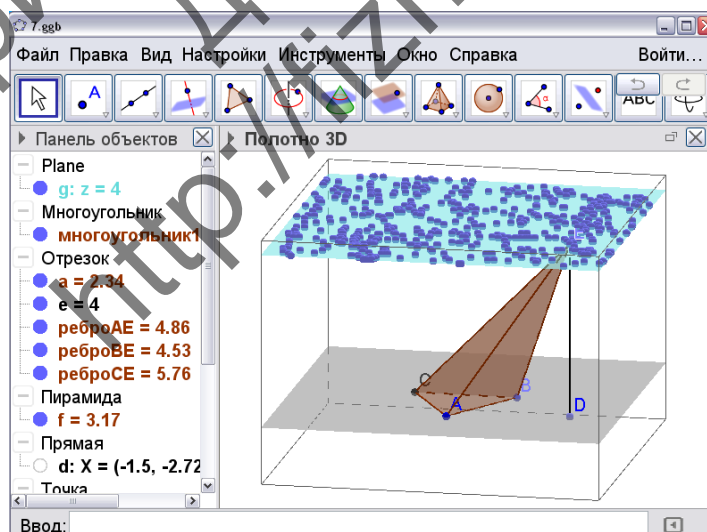 7.ggb
Файл Правка Вид Настройки Инструменты Окно Справка Войти...
ABC
Панель объектов
Полотно 3D
Plane
g: z = 4
Многоугольник
многоугольник1
Отрезок
a = 2.34
e = 4
реброAE = 4.86
реброBE = 4.53
реброCE = 5.76
Пирамида
f = 3.17
Прямая
d: X = (-1.5, -2.72
Точка
E
C
B
A
D
Ввод:
http://